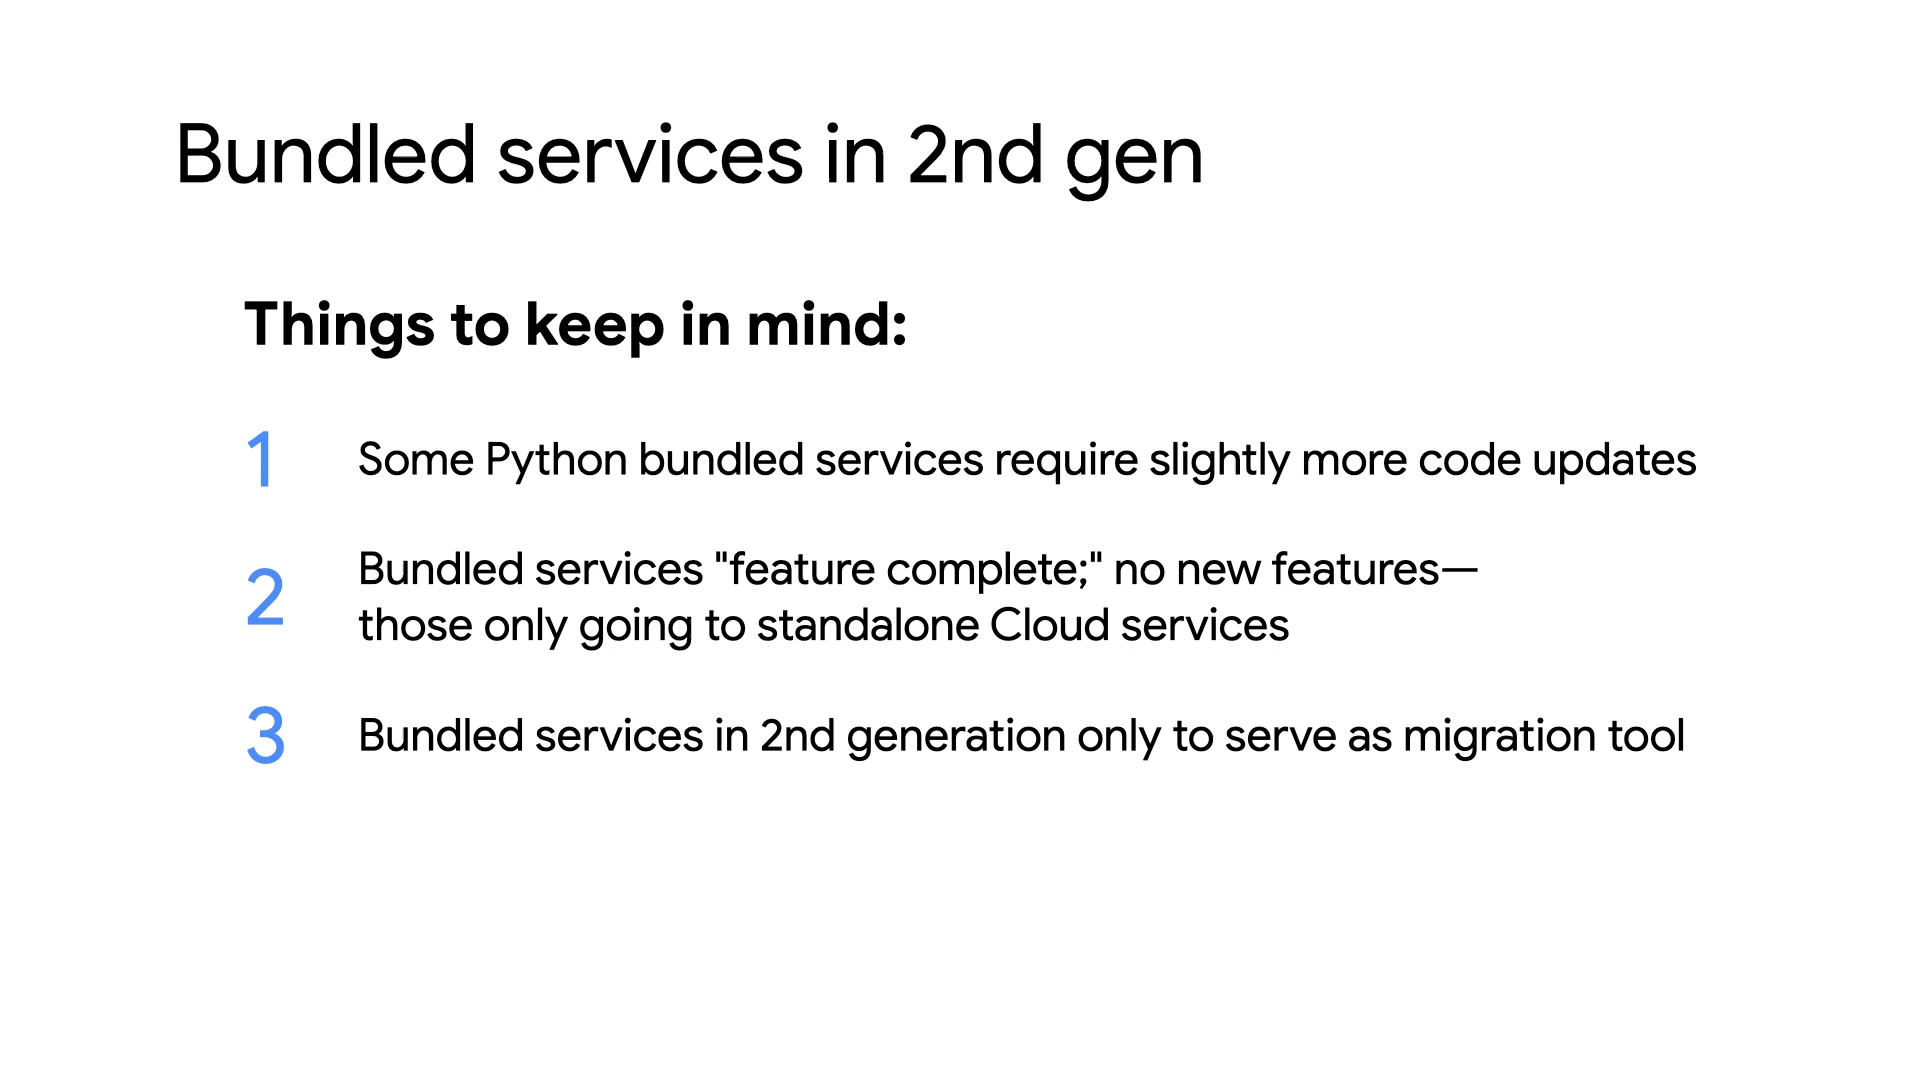 Bundled services in 2nd gen
Things to keep in mind:
1 Some Python bundled services require slightly more code updates
2 Bundled services "feature complete;" no new features—
those only going to standalone Cloud services
3 Bundled services in 2nd generation only to serve as migration tool